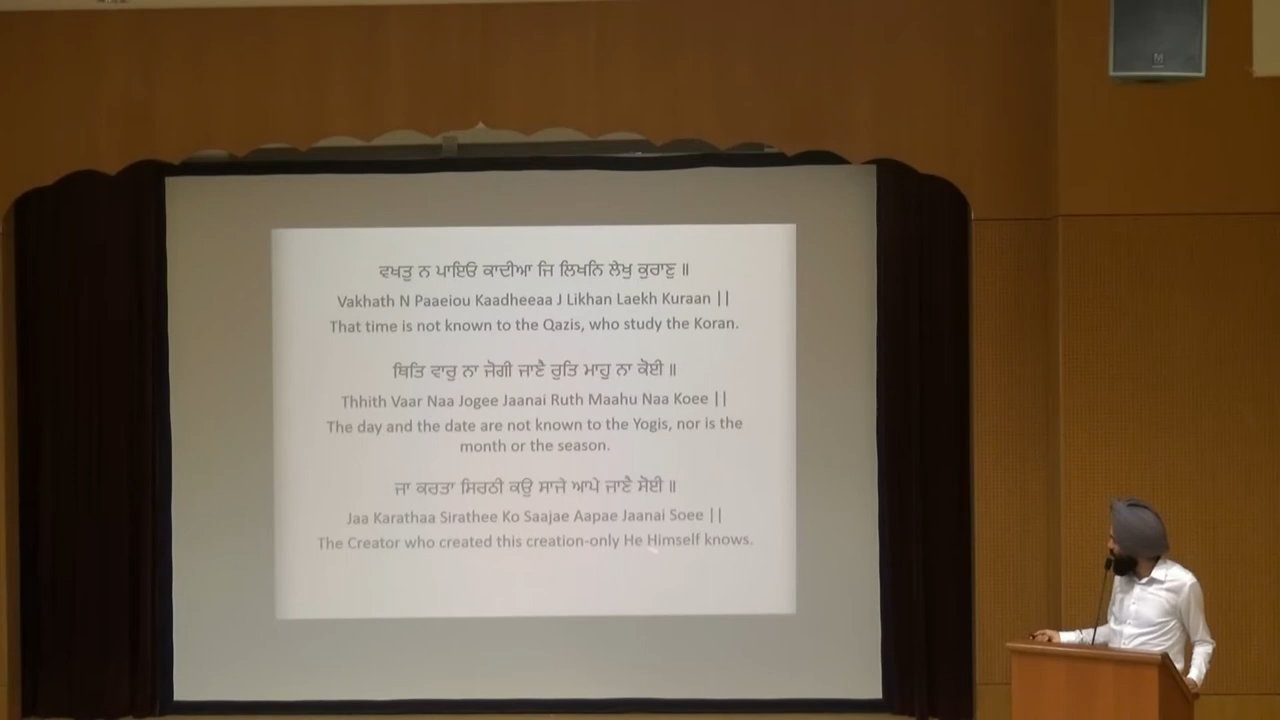 ਵਖਤੁ ਨ ਪਾਇਓ ਕਾਦੀਆ ਜਿ ਲਿਖਨਿ ਲੇਖੁ ਕੁਰਾਣੁ ॥
Vakhath N Paaeiou Kaadheeaa J Likhan Laekh Kuraan ||
That time is not known to the Qazis, who study the Koran.
ਥਿਤਿ ਵਾਰੁ ਨਾ ਜੋਗੀ ਜਾਣੈ ਰੁਤਿ ਮਾਹੁ ਨਾ ਕੋਈ ॥
Thhith Vaar Naa Jogee Jaanai Ruth Maahu Naa Koee ||
The day and the date are not known to the Yogis, nor is the
month or the season.
ਜਾ ਕਰਤਾ ਸਿਰਠੀ ਕਉ ਸਾਜੇ ਆਪੇ ਜਾਣੈ ਸੋਈ ॥
Jaa Karathaa Sirathee Ko Saajae Aapae Jaanai Soee ||
The Creator who created this creation-only He Himself knows.